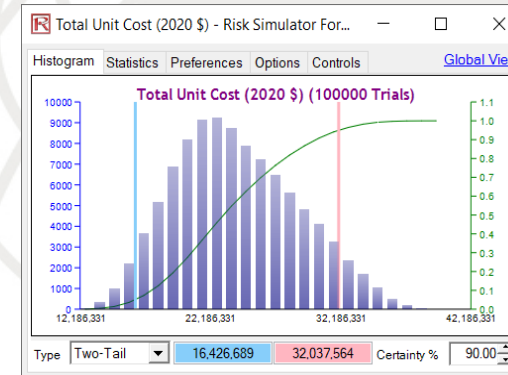 R Total Unit Cost (2020 $) - Risk Simulator For...
Histogram Statistics Preferences Options Controls Global Vie
Total Unit Cost (2020 $) (100000 Trials)
10000 1.1
9000 1.0
8000 0.9
7000 0.8
6000 0.7
5000 0.6
4000 0.5
3000 0.4
2000 0.3
1000 0.2
0 0.1
0.0
12,186,331 22,186,331 32,186,331 42,186,331
Type Two-Tail 16,426,689 32,037,564 Certainty % 90.00